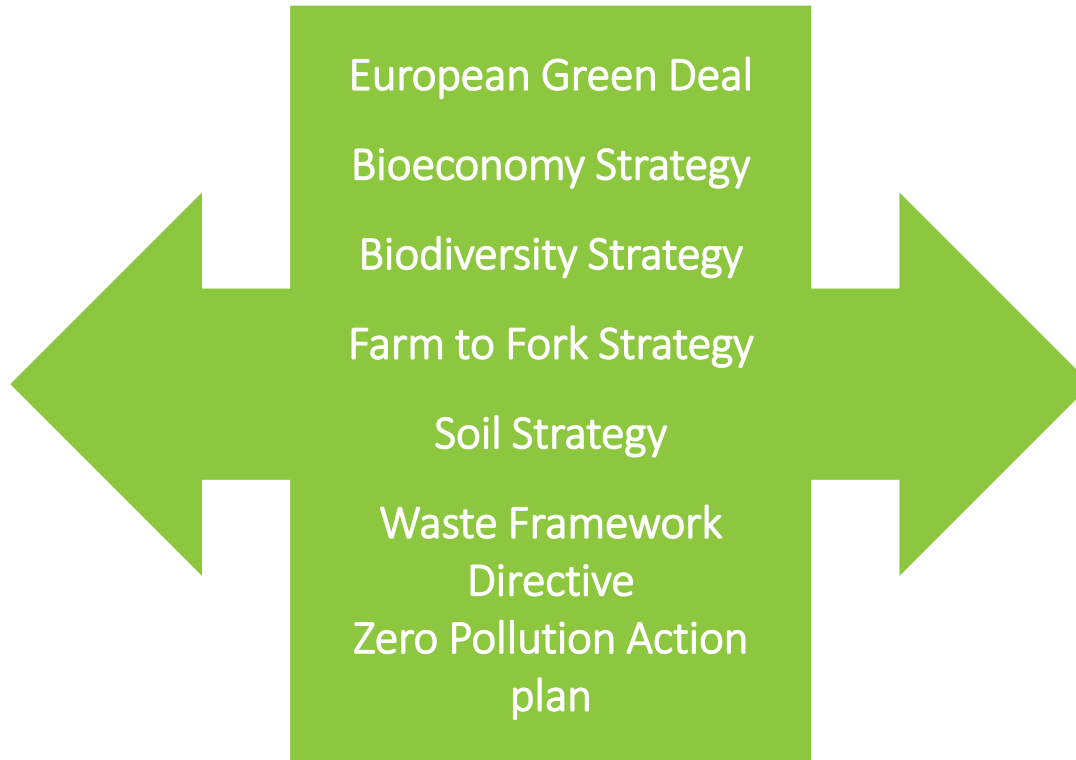 European Green Deal
Bioeconomy Strategy
Biodiversity Strategy
Farm to Fork Strategy
Soil Strategy
Waste Framework
Directive
Zero Pollution Action
plan